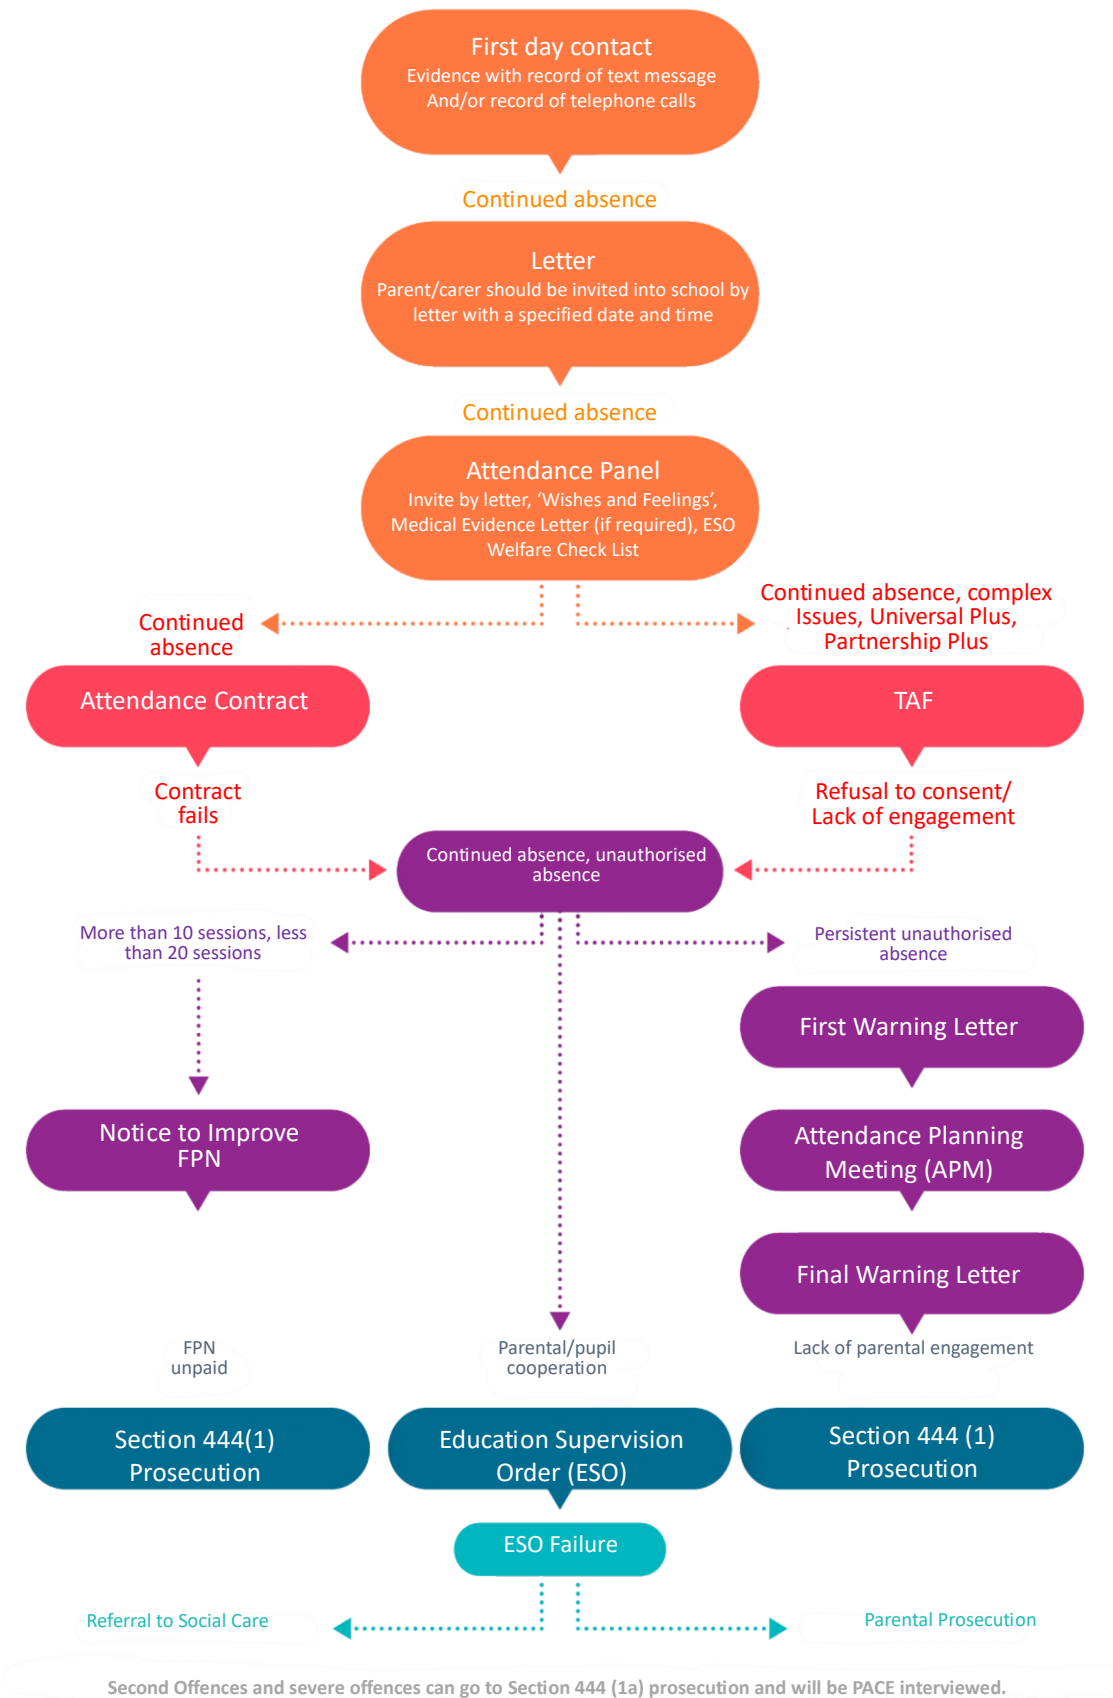 First day contact
Evidence with record of text message
And/or record of telephone calls
Continued absence
Letter
Parent/carer should be invited into school by
letter with a specified date and time
Continued absence
Attendance Panel
Invite by letter, ‘Wishes and Feelings’,
Medical Evidence Letter (if required), ESO
Welfare Check List
Continued
absence
Continued absence, complex
Issues, Universal Plus,
Partnership Plus
Attendance Contract
TAF
Contract
fails
Refusal to consent/
Lack of engagement
Continued absence, unauthorised
absence
More than 10 sessions, less
than 20 sessions
Persistent unauthorised
absence
First Warning Letter
Notice to Improve
FPN
Attendance Planning
Meeting (APM)
Final Warning Letter
FPN
unpaid
Parental/pupil
cooperation
Lack of parental engagement
Section 444(1)
Prosecution
Education Supervision
Order (ESO)
Section 444 (1)
Prosecution
ESO Failure
Referral to Social Care
Parental Prosecution
Second Offences and severe offences can go to Section 444 (1a) prosecution and will be PACE interviewed.